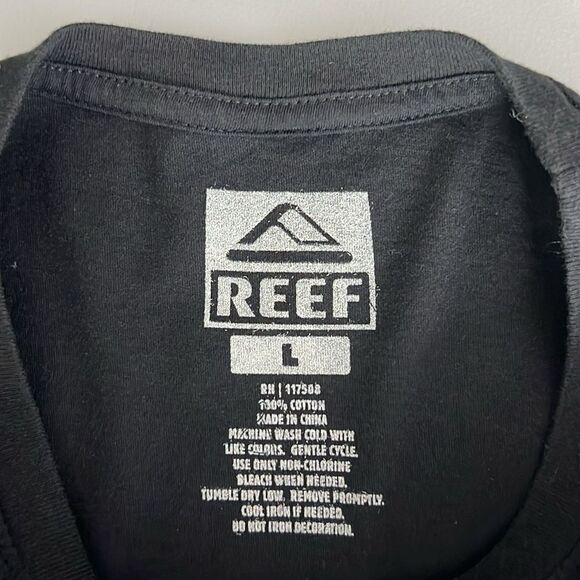 REEF
L
RN | 117508
100% COTTON
MADE IN CHINA
MACHINE WASH COLD WITH
LIKE COLORS. GENTLE CYCLE.
USE ONLY NON-CHLORINE
BLEACH WHEN NEEDED.
TUMBLE DRY LOW. REMOVE PROMPTLY.
COOL IRON IF NEEDED.
DO NOT IRON DECORATION.